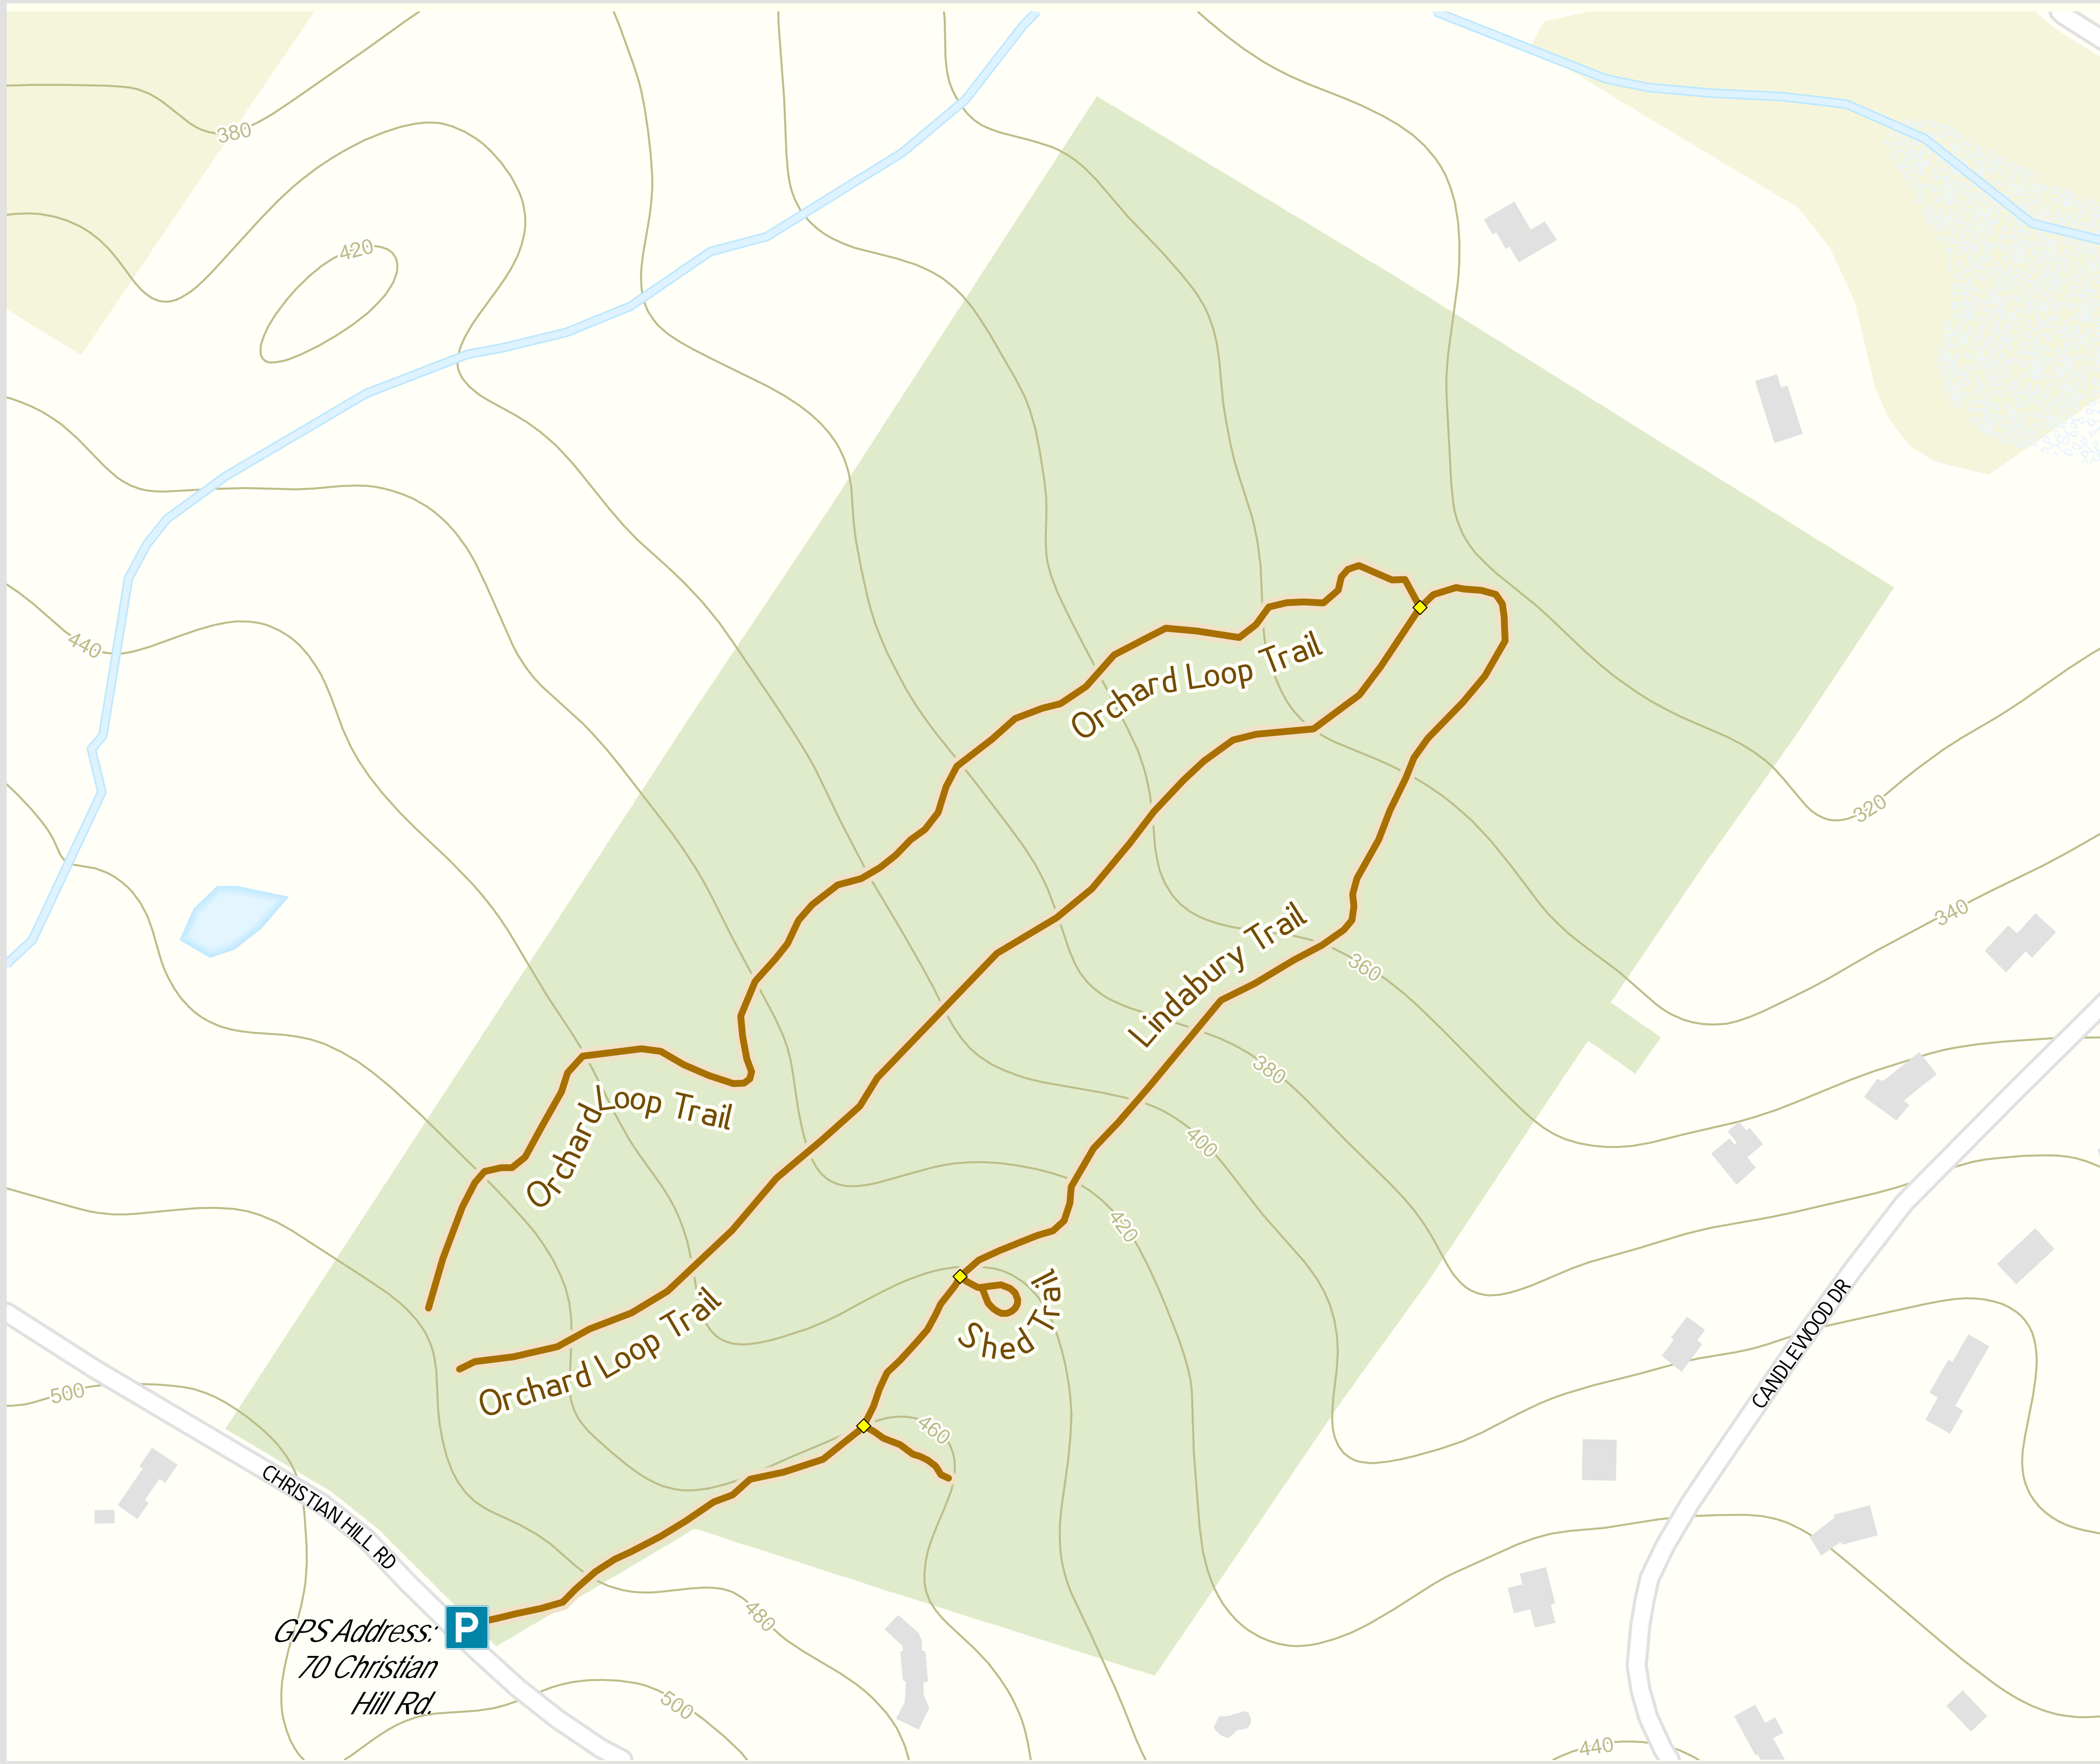 380
420
440
Orchard Loop Trail
320
340
Lindabury Trail
360
380
Orchard Loop Trail
400
420
Shed Trail
Orchard Loop Trail
CANDLEWOOD DR
500
460
CHRISTIAN HILL RD
P
GPS Address:
70 Christian
Hill Rd.
480
500
440